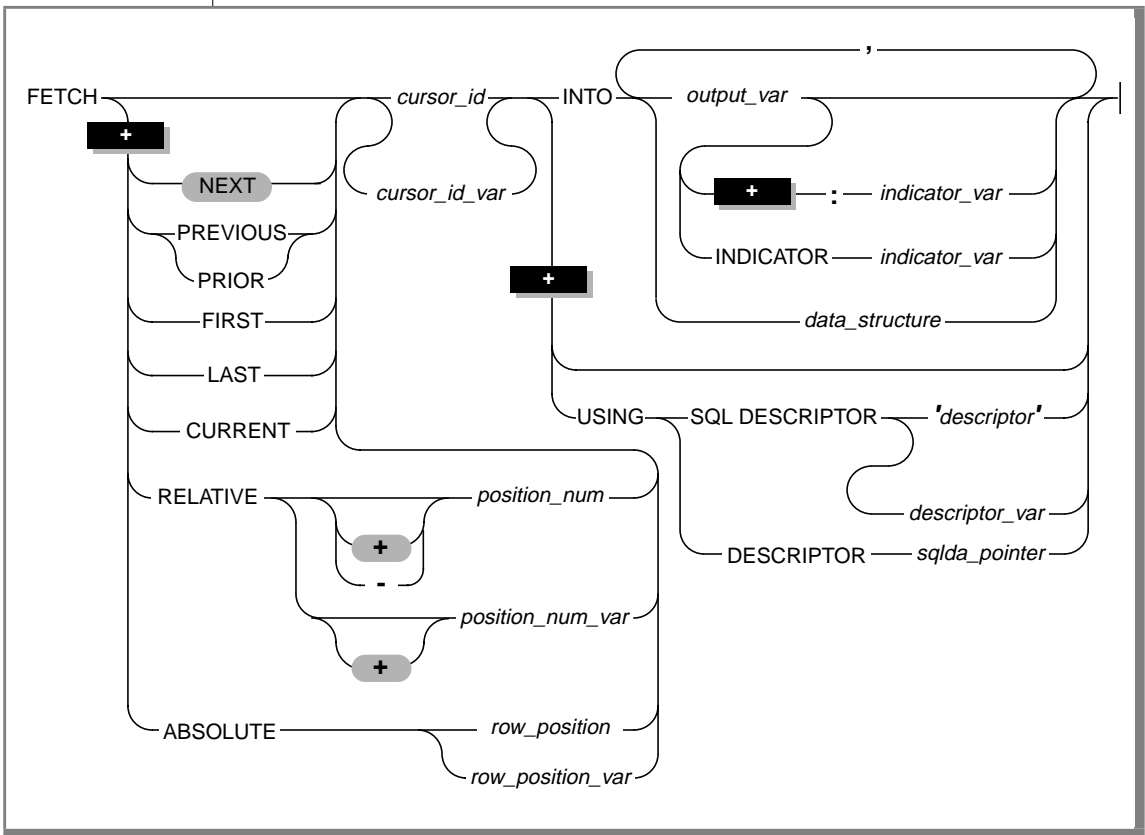 ,
FETCH cursor_id INTO output_var
+
NEXT cursor_id_var + : indicator_var
PREVIOUS
PRIOR INDICATOR indicator_var
+
FIRST data_structure
LAST
CURRENT USING SQL DESCRIPTOR 'descriptor'
RELATIVE position_num
descriptor_var
+
- DESCRIPTOR sqlda_pointer
position_num_var
+
ABSOLUTE row_position
row_position_var